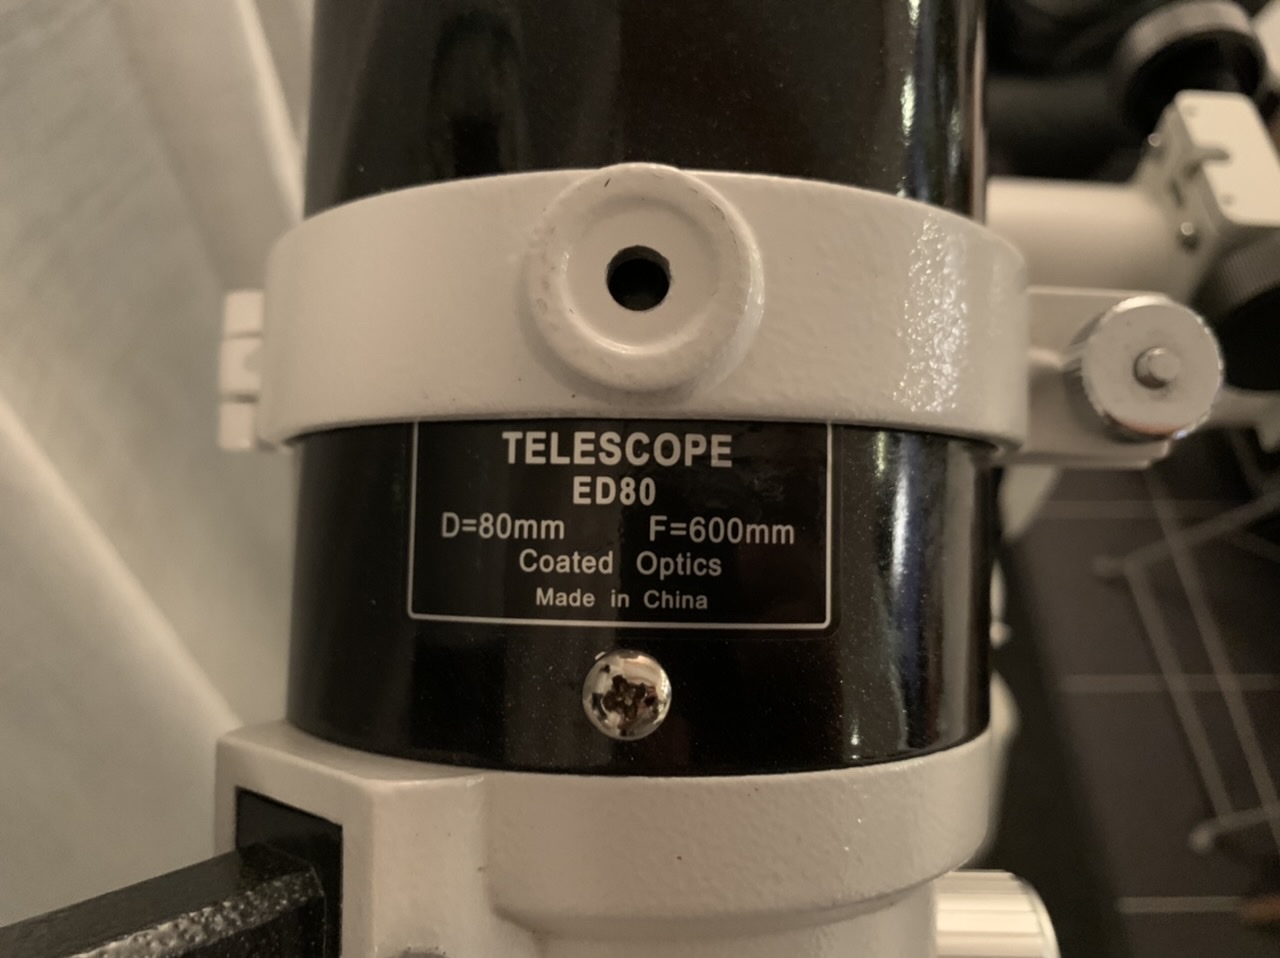 TELESCOPE
ED80
D=80mm F=600mm
Coated Optics
Made in China